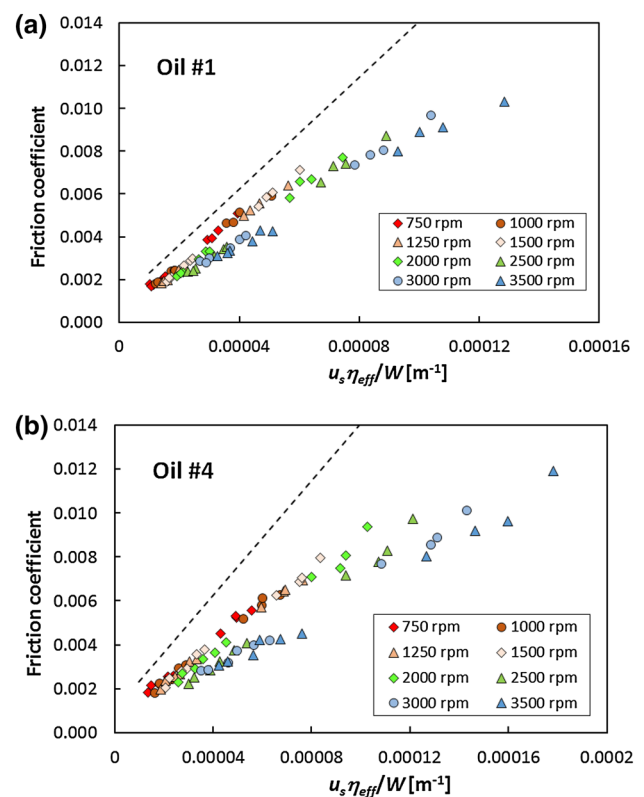 (a)
Oil #1
Friction coefficient
0.014
0.012
0.010
0.008
0.006
0.004
0.002
0.000
750 rpm 1000 rpm
1250 rpm 1500 rpm
2000 rpm 2500 rpm
3000 rpm 3500 rpm
0 0.00004 0.00008 0.00012 0.00016
u_s η_eff/W [m⁻¹]
(b)
Oil #4
Friction coefficient
0.014
0.012
0.010
0.008
0.006
0.004
0.002
0.000
750 rpm 1000 rpm
1250 rpm 1500 rpm
2000 rpm 2500 rpm
3000 rpm 3500 rpm
0 0.00004 0.00008 0.00012 0.00016 0.0002
u_s η_eff/W [m⁻¹]